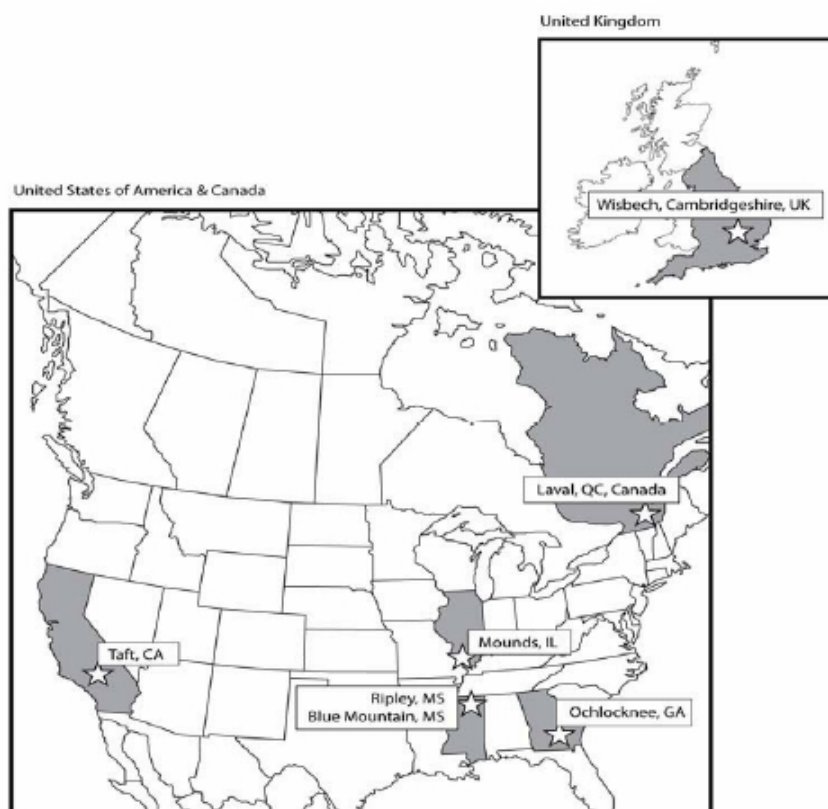 United Kingdom
Wisbech, Cambridgeshire, UK
United States of America & Canada
Laval, QC, Canada
Mounds, IL
Taft, CA
Ripley, MS
Blue Mountain, MS
Ochlocknee, GA